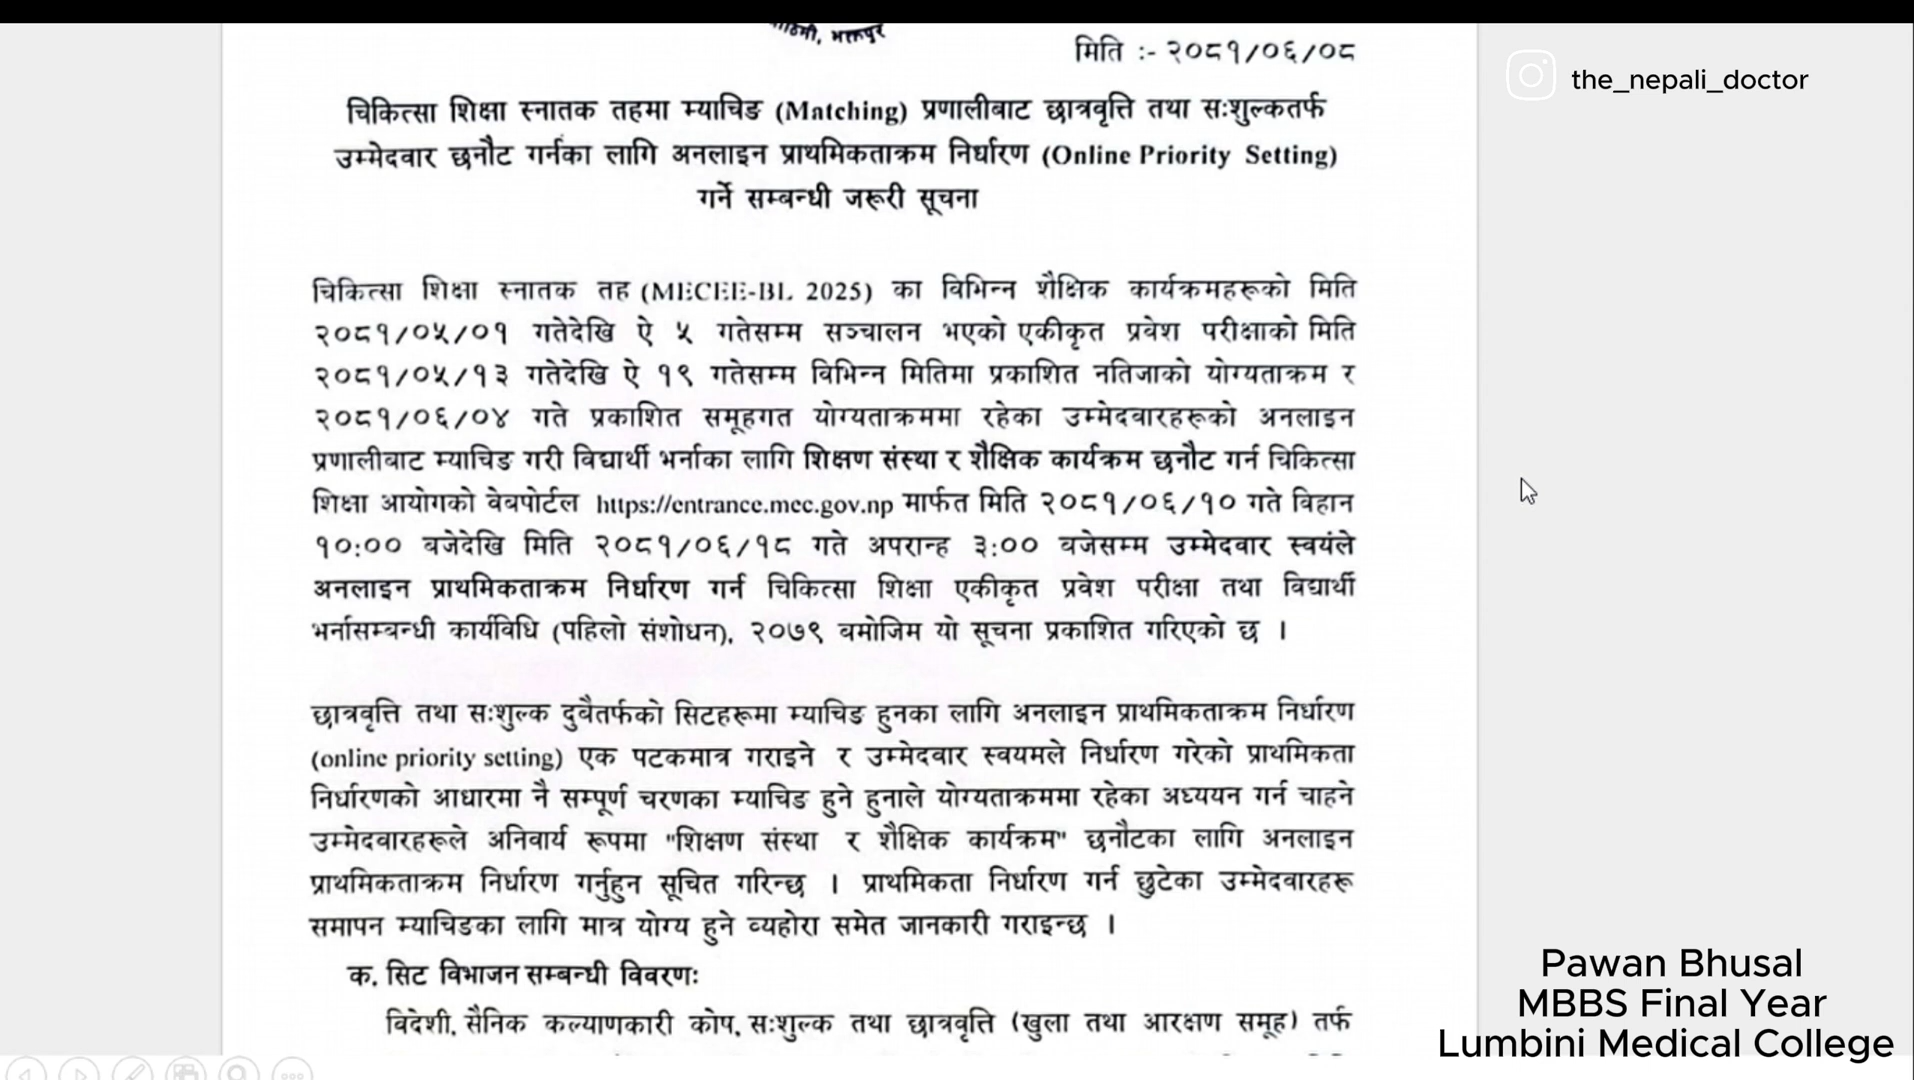 भक्तपुर
मिति :- २०८१/०६/०८
the_nepali_doctor
चिकित्सा शिक्षा स्नातक तहमा म्याचिङ (Matching) प्रणालीबाट छात्रवृत्ति तथा सःशुल्कतर्फ
उम्मेदवार छनौट गर्नका लागि अनलाइन प्राथमिकताक्रम निर्धारण (Online Priority Setting)
गर्ने सम्बन्धी जरूरी सूचना
चिकित्सा शिक्षा स्नातक तह (MECEE-BL 2025) का विभिन्न शैक्षिक कार्यक्रमहरूको मिति
२०८१/०५/०१ गतेदेखि ऐ ५ गतेसम्म सञ्चालन भएको एकीकृत प्रवेश परीक्षाको मिति
२०८१/०५/१३ गतेदेखि ऐ १९ गतेसम्म विभिन्न मितिमा प्रकाशित नतिजाको योग्यताक्रम र
२०८१/०६/०४ गते प्रकाशित समूहगत योग्यताक्रममा रहेका उम्मेदवारहरूको अनलाइन
प्रणालीबाट म्याचिङ गरी विद्यार्थी भर्नाका लागि शिक्षण संस्था र शैक्षिक कार्यक्रम छनौट गर्न चिकित्सा
शिक्षा आयोगको वेबपोर्टल https://entrance.mec.gov.np मार्फत मिति २०८१/०६/१० गते विहान
१०:०० बजेदेखि मिति २०८१/०६/१८ गते अपरान्ह ३:०० बजेसम्म उम्मेदवार स्वयंले
अनलाइन प्राथमिकताक्रम निर्धारण गर्न चिकित्सा शिक्षा एकीकृत प्रवेश परीक्षा तथा विद्यार्थी
भर्नासम्बन्धी कार्यविधि (पहिलो संशोधन), २०७९ बमोजिम यो सूचना प्रकाशित गरिएको छ ।
छात्रवृत्ति तथा सःशुल्क दुबैतर्फको सिटहरूमा म्याचिङ हुनका लागि अनलाइन प्राथमिकताक्रम निर्धारण
(online priority setting) एक पटकमात्र गराइने र उम्मेदवार स्वयमले निर्धारण गरेको प्राथमिकता
निर्धारणको आधारमा नै सम्पूर्ण चरणका म्याचिङ हुने हुनाले योग्यताक्रममा रहेका अध्ययन गर्न चाहने
उम्मेदवारहरूले अनिवार्य रूपमा "शिक्षण संस्था र शैक्षिक कार्यक्रम" छनौटका लागि अनलाइन
प्राथमिकताक्रम निर्धारण गर्नुहुन सूचित गरिन्छ । प्राथमिकता निर्धारण गर्न छुटेका उम्मेदवारहरू
समापन म्याचिङका लागि मात्र योग्य हुने व्यहोरा समेत जानकारी गराइन्छ ।
क. सिट विभाजन सम्बन्धी विवरणः
विदेशी, सैनिक कल्याणकारी कोप, सःशुल्क तथा छात्रवृत्ति (खुला तथा आरक्षण समूह) तर्फ
Pawan Bhusal
MBBS Final Year
Lumbini Medical College